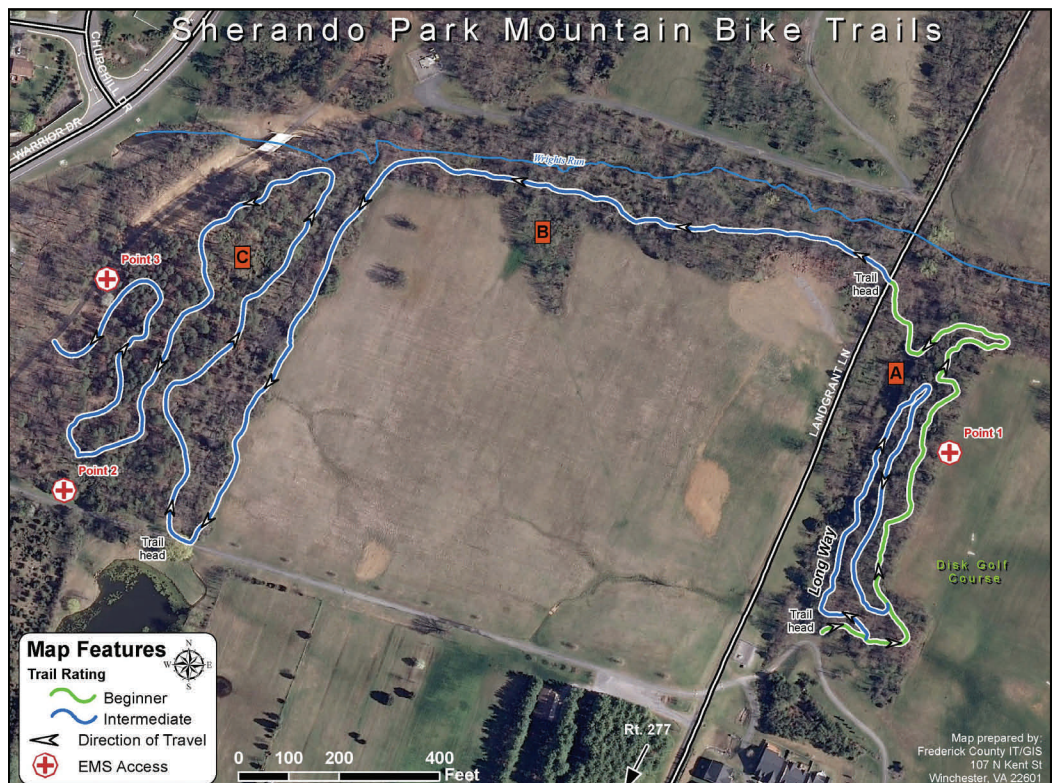 Sherando Park Mountain Bike Trails
CHURCHILL DR
WARRIOR DR
Wrights Run
B
C
Point 3
Trail
head
A
LANDGRANT LN
Point 1
Point 2
Trail
head
Long Way
Disk Golf
Course
Trail
head
Map Features
N
W E
S
Trail Rating
Beginner
Intermediate
Direction of Travel
EMS Access
0 100 200 400
Feet
Rt. 277
Map prepared by:
Frederick County IT/GIS
107 N Kent St
Winchester, VA 22601